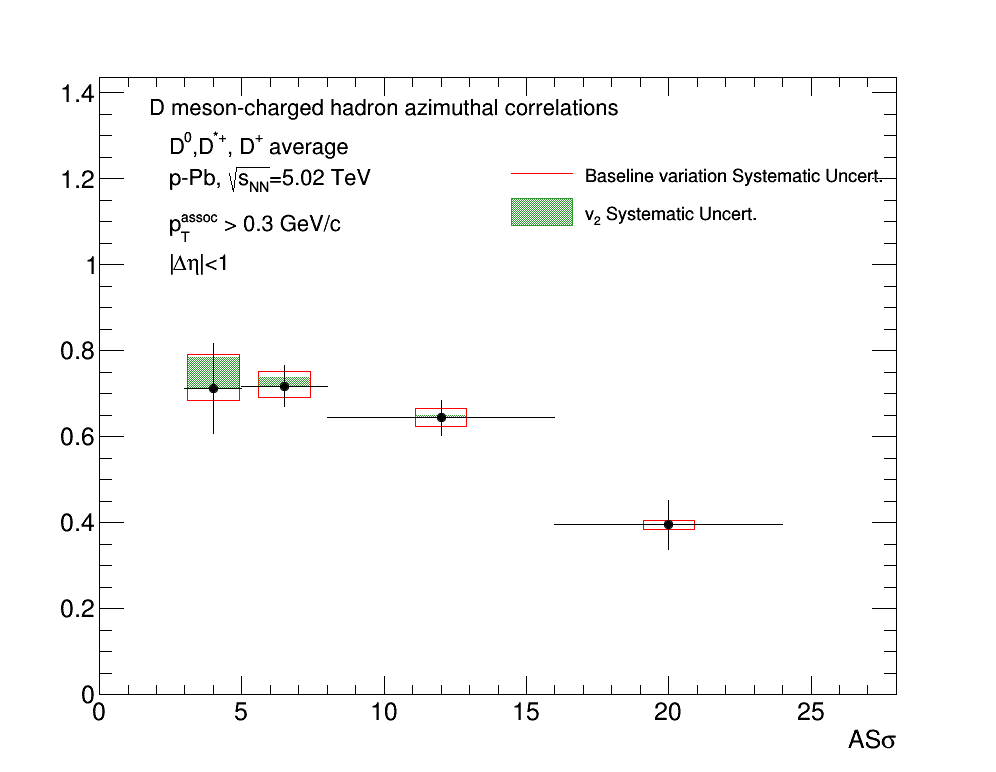 D meson-charged hadron azimuthal correlations
D⁰,D*⁺, D⁺ average
p-Pb, √s_NN=5.02 TeV
p_T^assoc > 0.3 GeV/c
|Δη|<1
Baseline variation Systematic Uncert.
v₂ Systematic Uncert.
1.4
1.2
1
0.8
0.6
0.4
0.2
0
0 5 10 15 20 25
ASσ